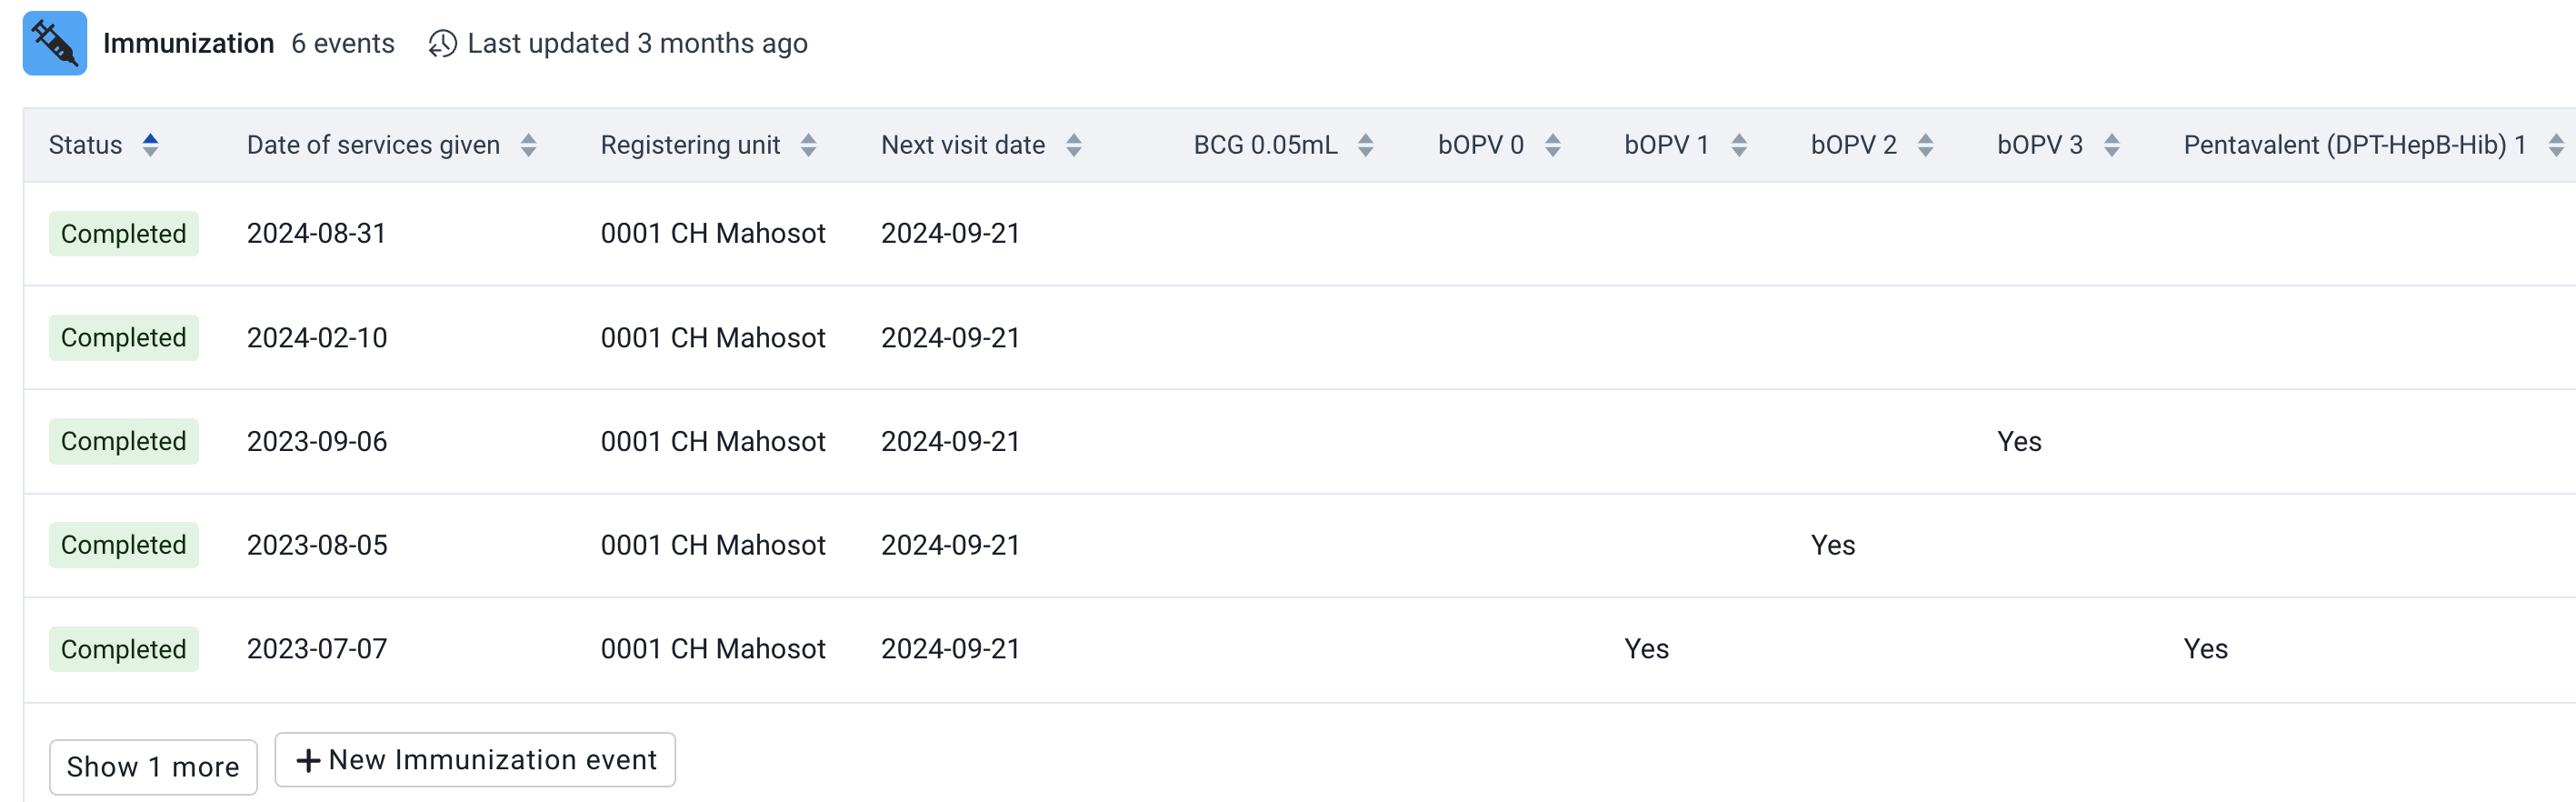 Immunization 6 events Last updated 3 months ago
Status Date of services given Registering unit Next visit date BCG 0.05mL bOPV 0 bOPV 1 bOPV 2 bOPV 3 Pentavalent (DPT-HepB-Hib) 1
Completed 2024-08-31 0001 CH Mahosot 2024-09-21
Completed 2024-02-10 0001 CH Mahosot 2024-09-21
Completed 2023-09-06 0001 CH Mahosot 2024-09-21 Yes
Completed 2023-08-05 0001 CH Mahosot 2024-09-21 Yes
Completed 2023-07-07 0001 CH Mahosot 2024-09-21 Yes Yes
Show 1 more + New Immunization event